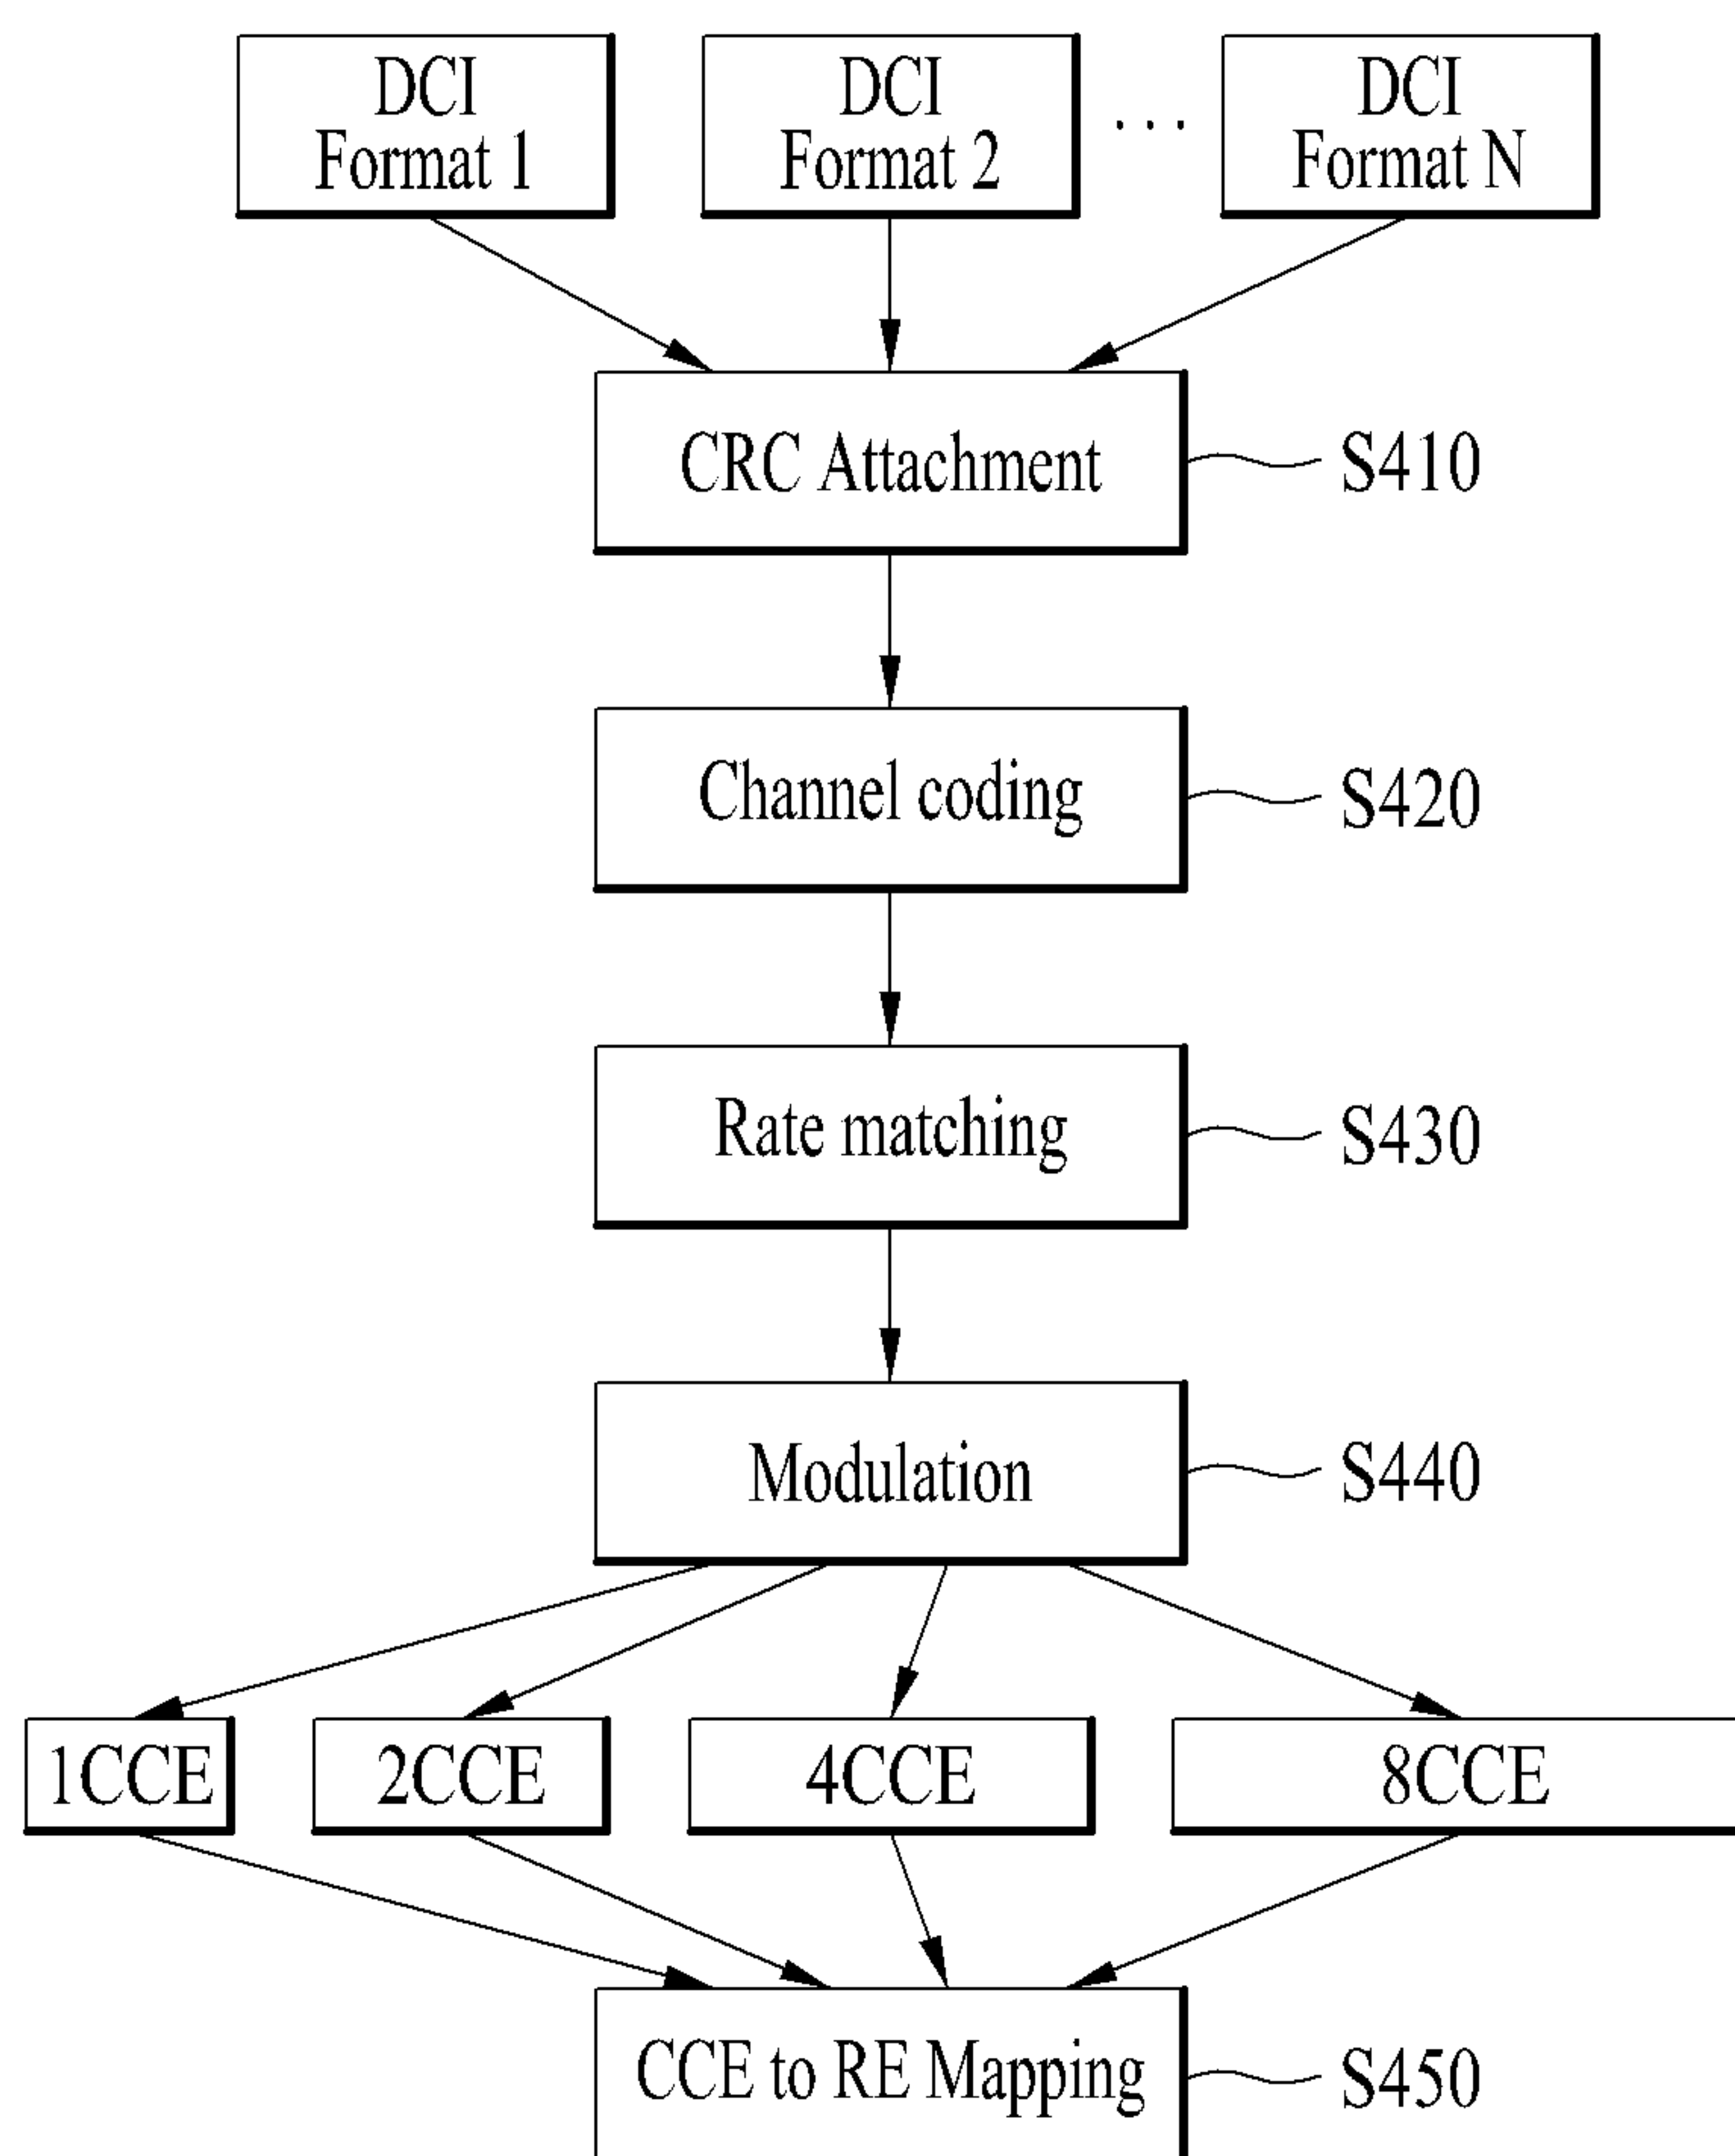 DCI
Format 1
DCI
Format 2
...
DCI
Format N
CRC Attachment
S410
Channel coding
S420
Rate matching
S430
Modulation
S440
1CCE
2CCE
4CCE
8CCE
CCE to RE Mapping
S450